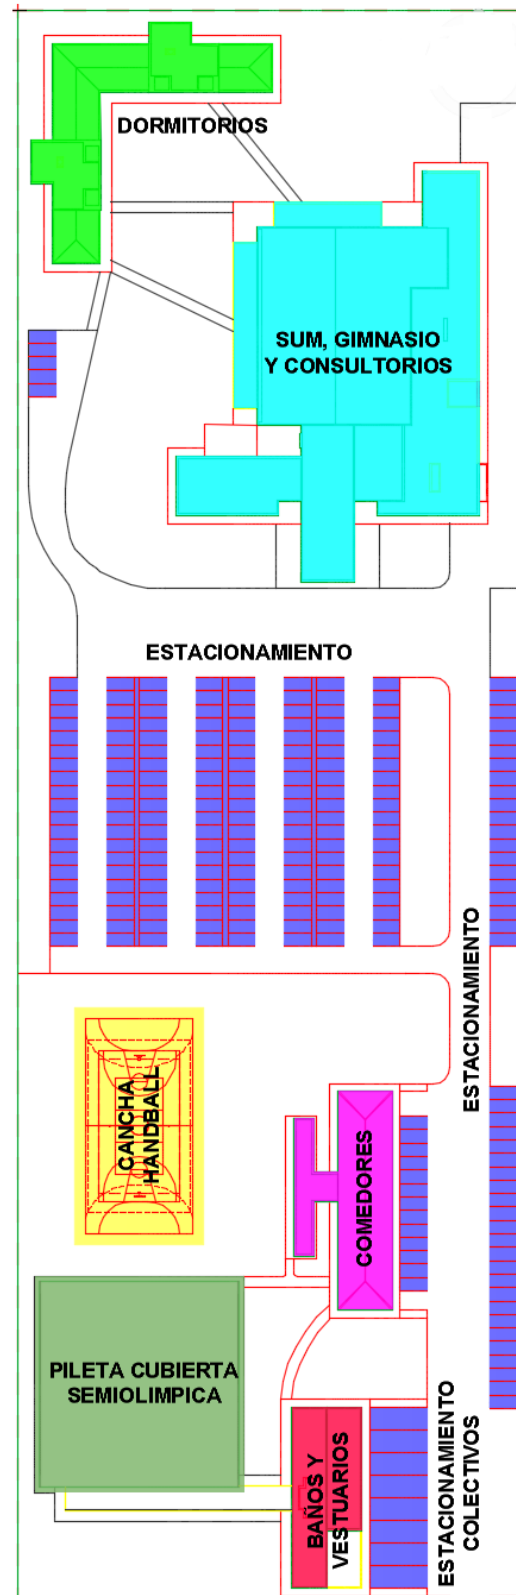 DORMITORIOS
SUM, GIMNASIO
Y CONSULTORIOS
ESTACIONAMIENTO
ESTACIONAMIENTO
CANCHA
HANDBALL
COMEDORES
PILETA CUBIERTA
SEMIOLIMPICA
BAÑOS Y
VESTUARIOS
ESTACIONAMIENTO
COLECTIVOS